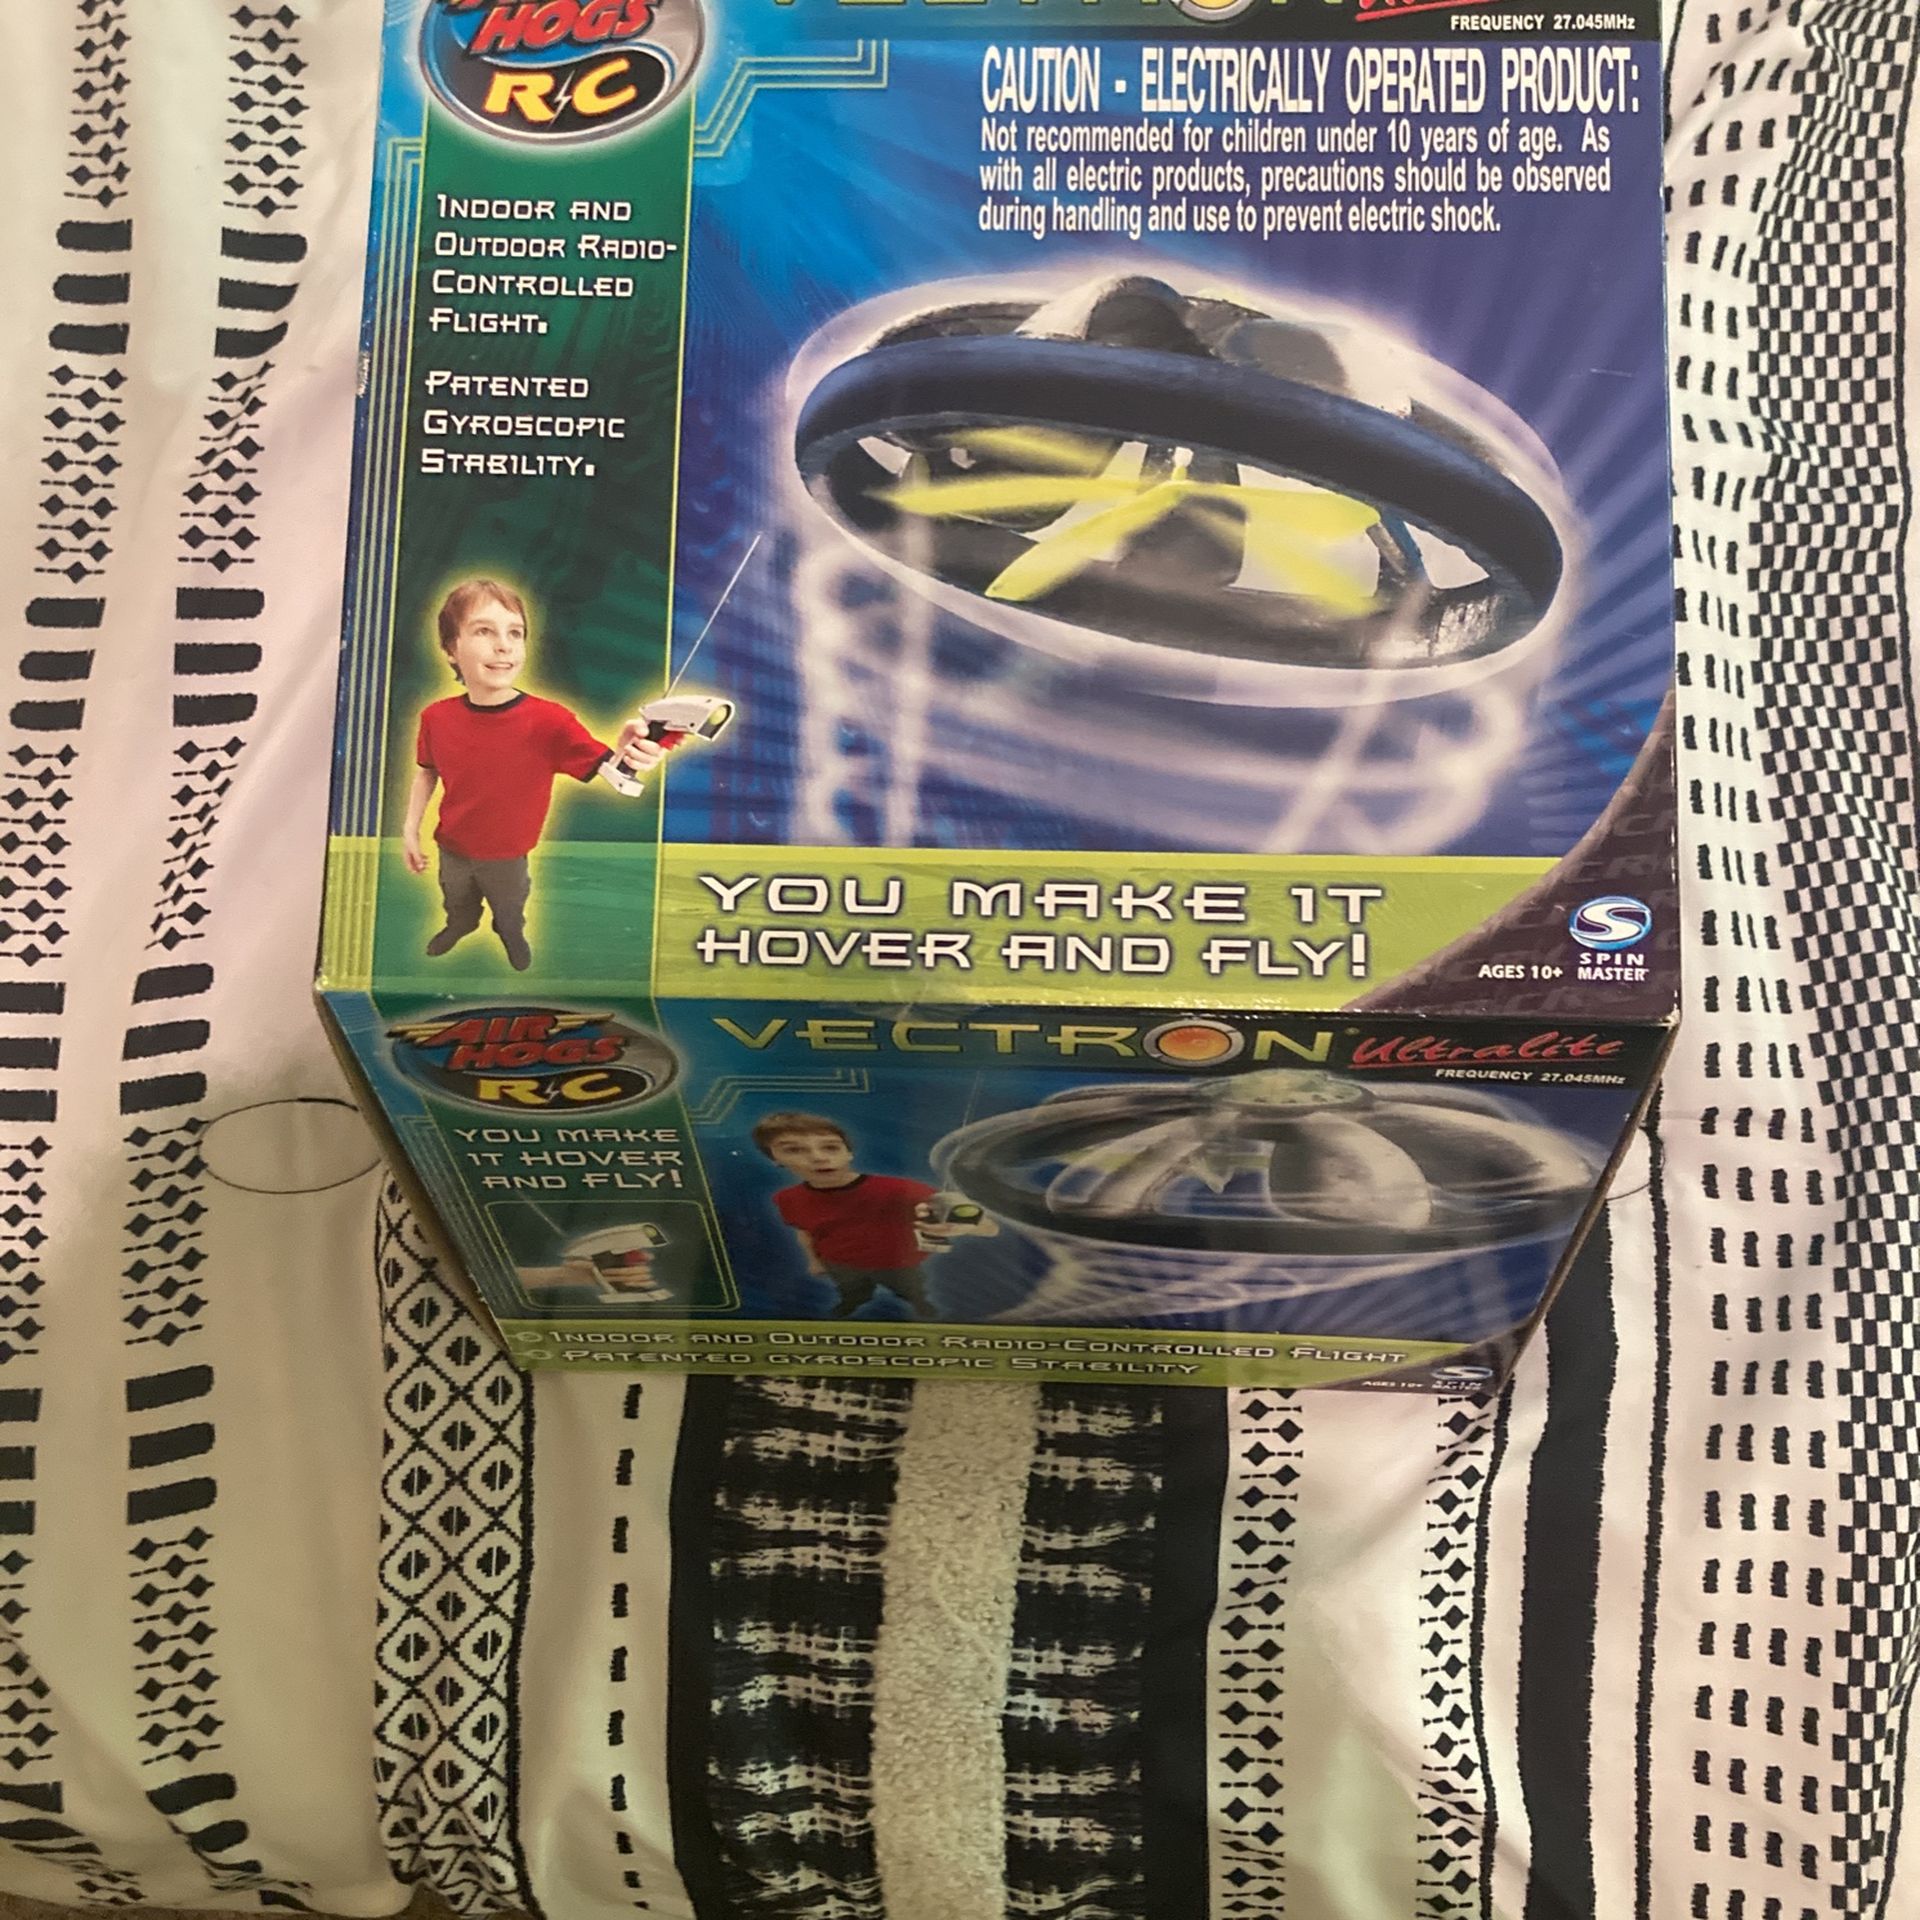 HOGS
RC
FREQUENCY 27.045MHz
CAUTION - ELECTRICALLY OPERATED PRODUCT:
Not recommended for children under 10 years of age. As
with all electric products, precautions should be observed
during handling and use to prevent electric shock.
INDOOR AND
OUTDOOR RADIO-
CONTROLLED
FLIGHT.
PATENTED
GYROSCOPIC
STABILITY.
YOU MAKE IT
HOVER AND FLY!
AGES 10+
SPIN
MASTER
AIR
HOGS
RC
VECTRON Ultralite
FREQUENCY 27.045MHz
YOU MAKE
IT HOVER
AND FLY!
INDOOR AND OUTDOOR RADIO-CONTROLLED FLIGHT
PATENTED GYROSCOPIC STABILITY
AGES 10+
SPIN
MASTER